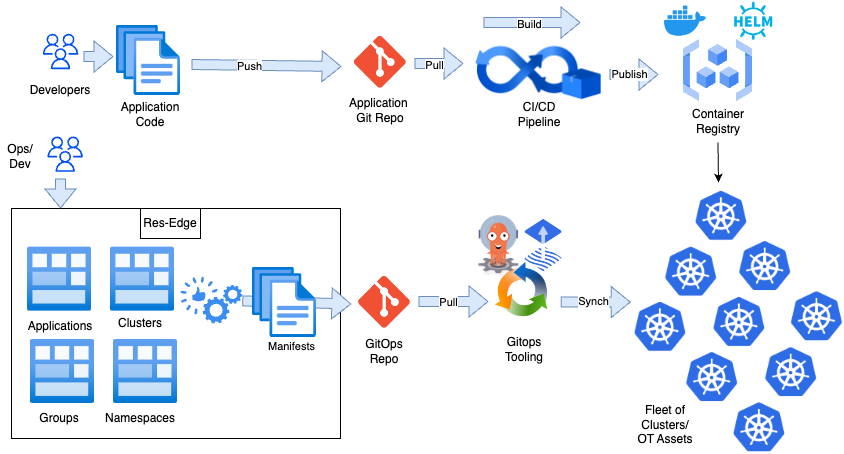 Build
HELM
Push
Pull
Publish
Developers
Application
Code
Application
Git Repo
CI/CD
Pipeline
Container
Registry
Ops/
Dev
Res-Edge
Applications
Clusters
Groups
Namespaces
Manifests
GitOps
Repo
Pull
Gitops
Tooling
Synch
Fleet of
Clusters/
OT Assets